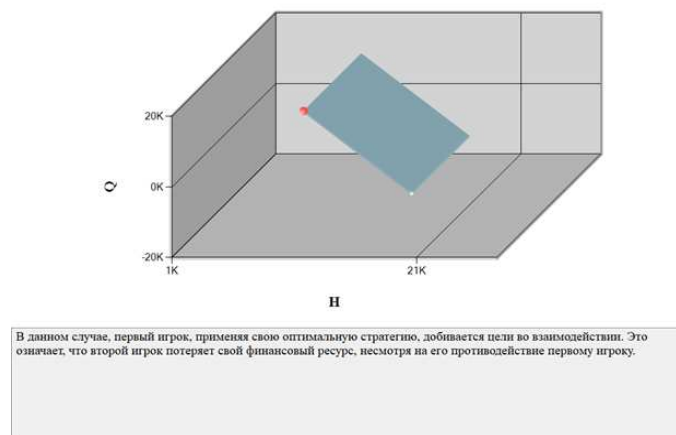 20K
Q
0K
-20K
1K
21K
H
В данном случае, первый игрок, применяя свою оптимальную стратегию, добивается цели во взаимодействии. Это
означает, что второй игрок потеряет свой финансовый ресурс, несмотря на его противодействие первому игроку.